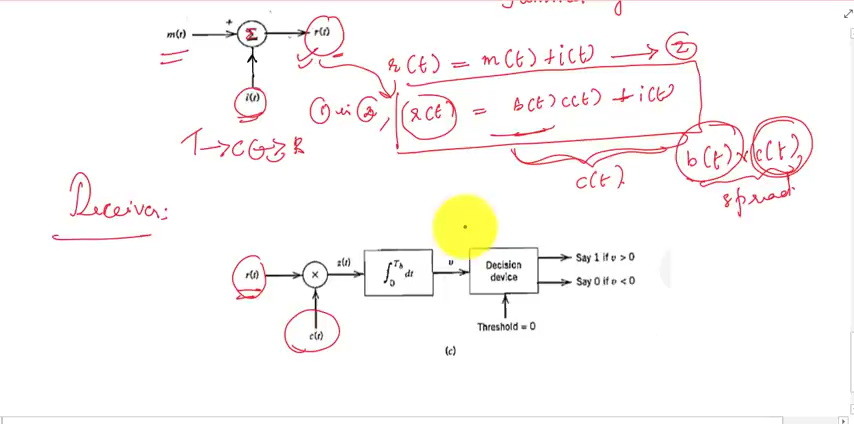 m(t) + Σ r(t)
r(t) = m(t) + i(t) → 2
i(t)
1 in 2, r(t) = b(t) c(t) + i(t)
T → C → R
c(t)
b(t) × c(t)
spread
Receiver:
r(t) × z(t) ∫₀^{T_b} dt v Decision device Say 1 if v > 0
Say 0 if v < 0
c(t)
Threshold = 0
(c)